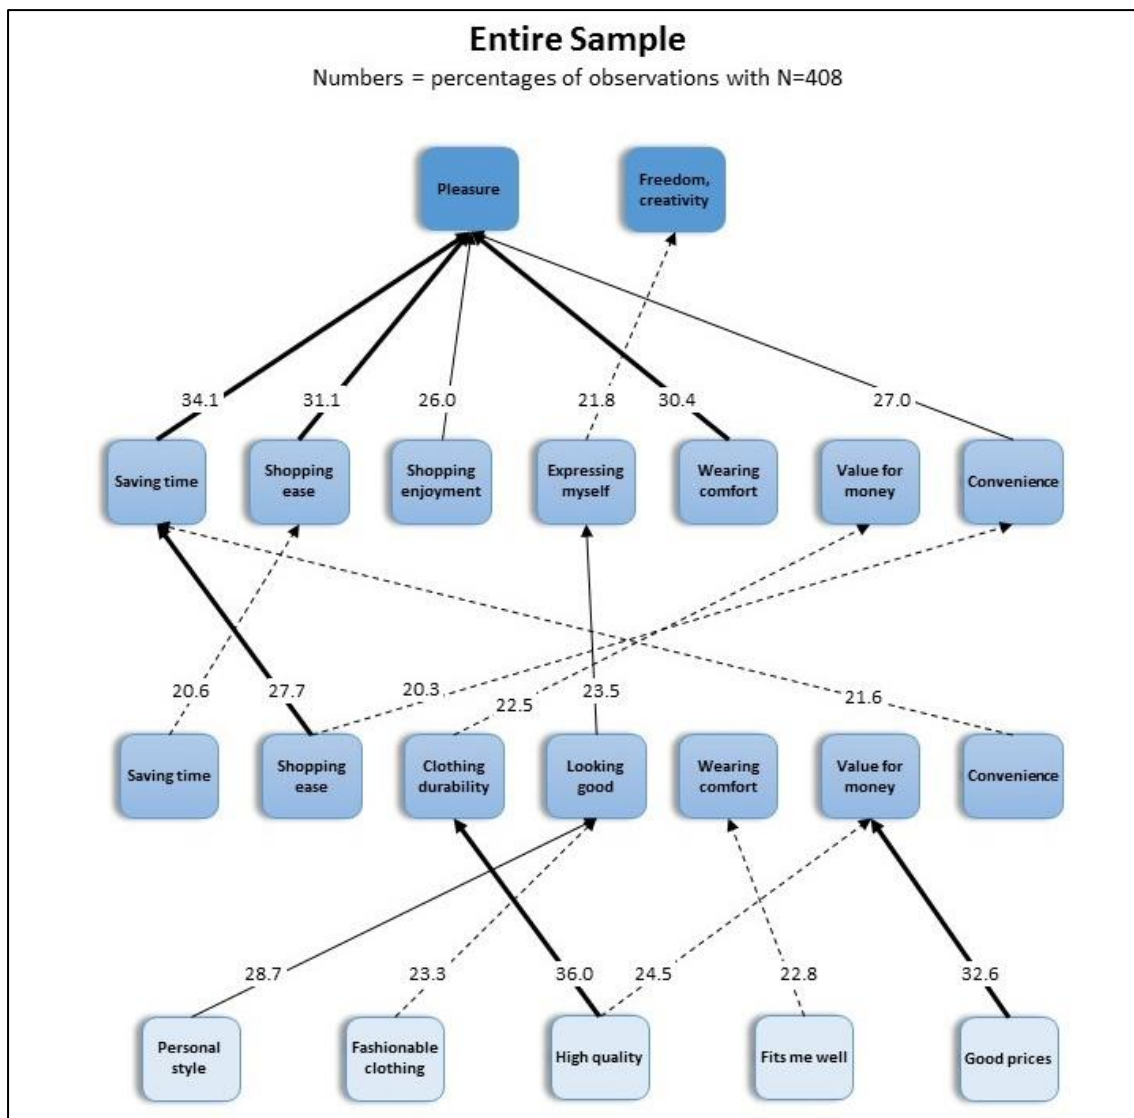 Entire Sample
Numbers = percentages of observations with N=408
Pleasure
Freedom,
creativity
34.1
31.1
26.0
21.8
30.4
27.0
Saving time
Shopping
ease
Shopping
enjoyment
Expressing
myself
Wearing
comfort
Value for
money
Convenience
20.6
27.7
20.3
22.5
23.5
21.6
Saving time
Shopping
ease
Clothing
durability
Looking
good
Wearing
comfort
Value for
money
Convenience
28.7
23.3
36.0
24.5
22.8
32.6
Personal
style
Fashionable
clothing
High quality
Fits me well
Good prices